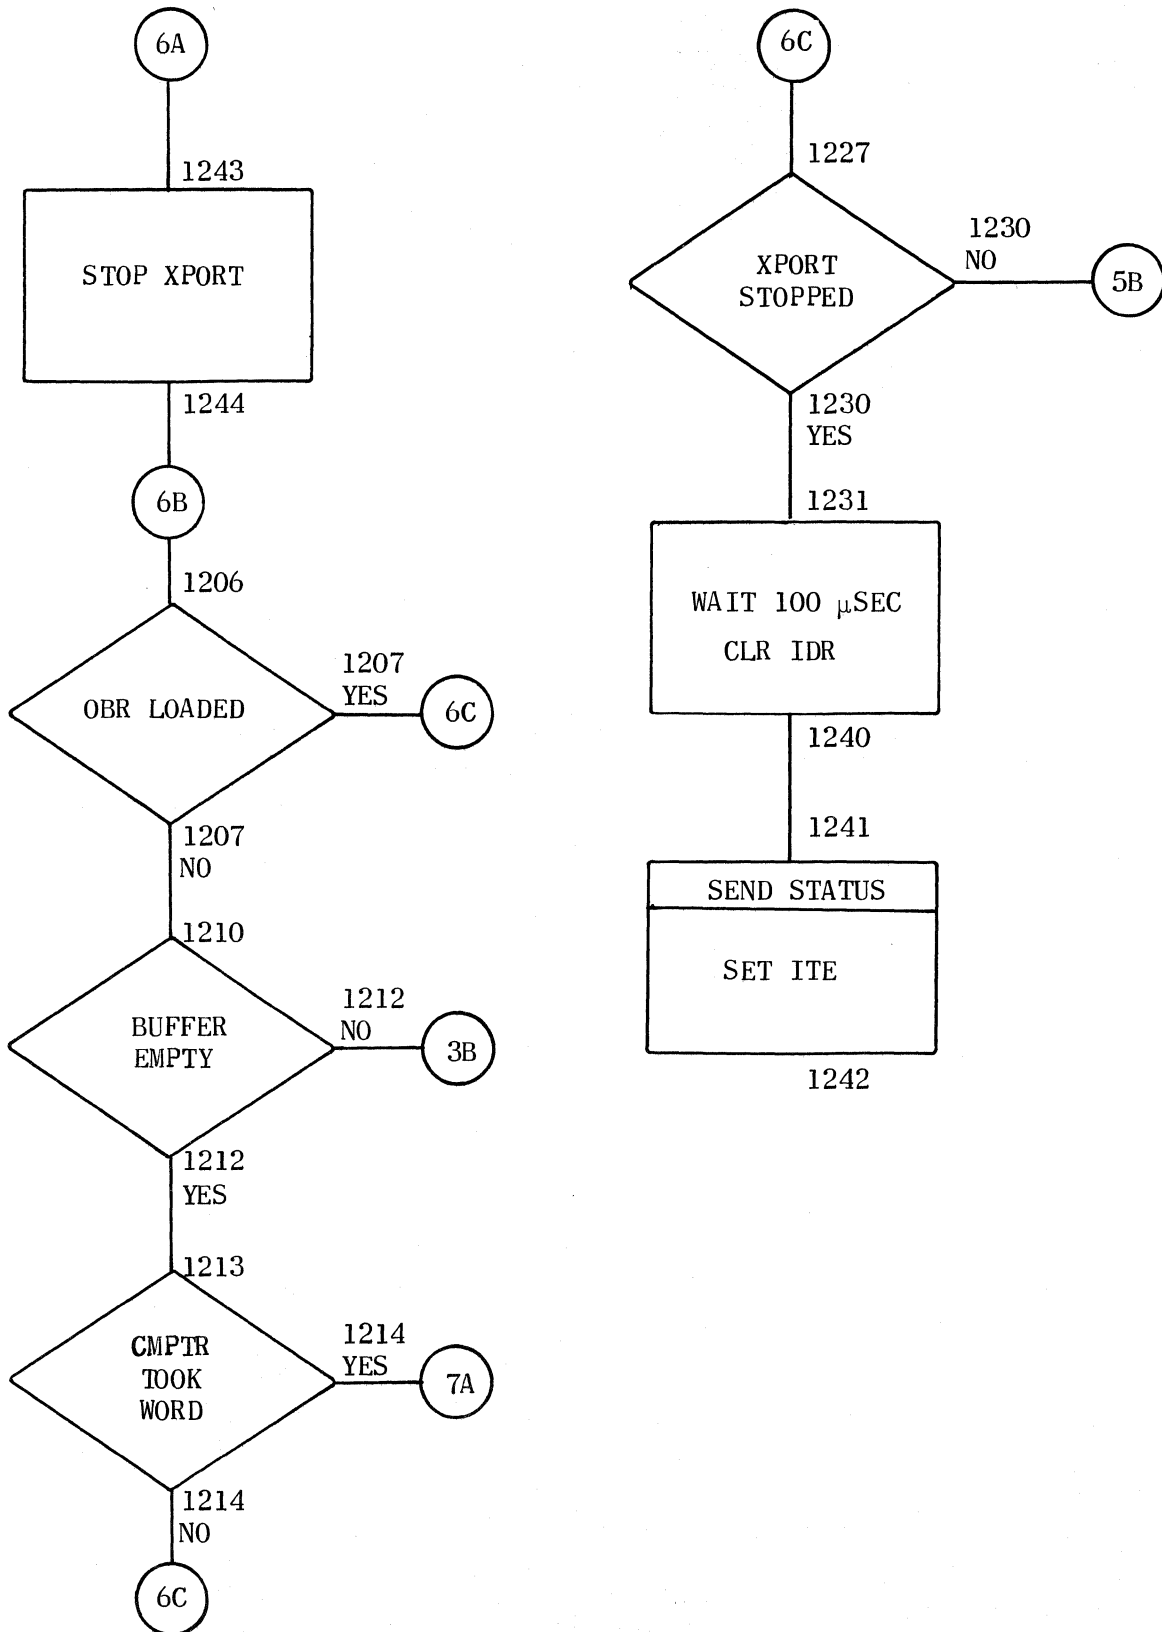 6A
1243
STOP XPORT
1244
6B
1206
OBR LOADED
1207
YES
6C
1207
NO
1210
BUFFER
EMPTY
1212
NO
3B
1212
YES
1213
CMPTR
TOOK
WORD
1214
YES
7A
1214
NO
6C
6C
1227
XPORT
STOPPED
1230
NO
5B
1230
YES
1231
WAIT 100 μSEC
CLR IDR
1240
1241
SEND STATUS
SET ITE
1242